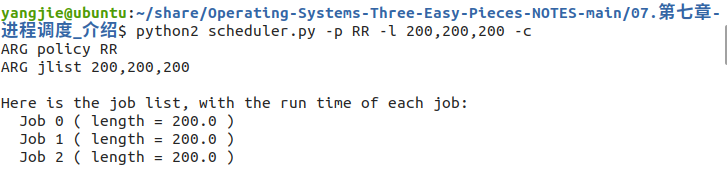 yangjie@ubuntu:~/share/Operating-Systems-Three-Easy-Pieces-NOTES-main/07.第七章-
进程调度_介绍$ python2 scheduler.py -p RR -l 200,200,200 -c
ARG policy RR
ARG jlist 200,200,200
Here is the job list, with the run time of each job:
Job 0 ( length = 200.0 )
Job 1 ( length = 200.0 )
Job 2 ( length = 200.0 )